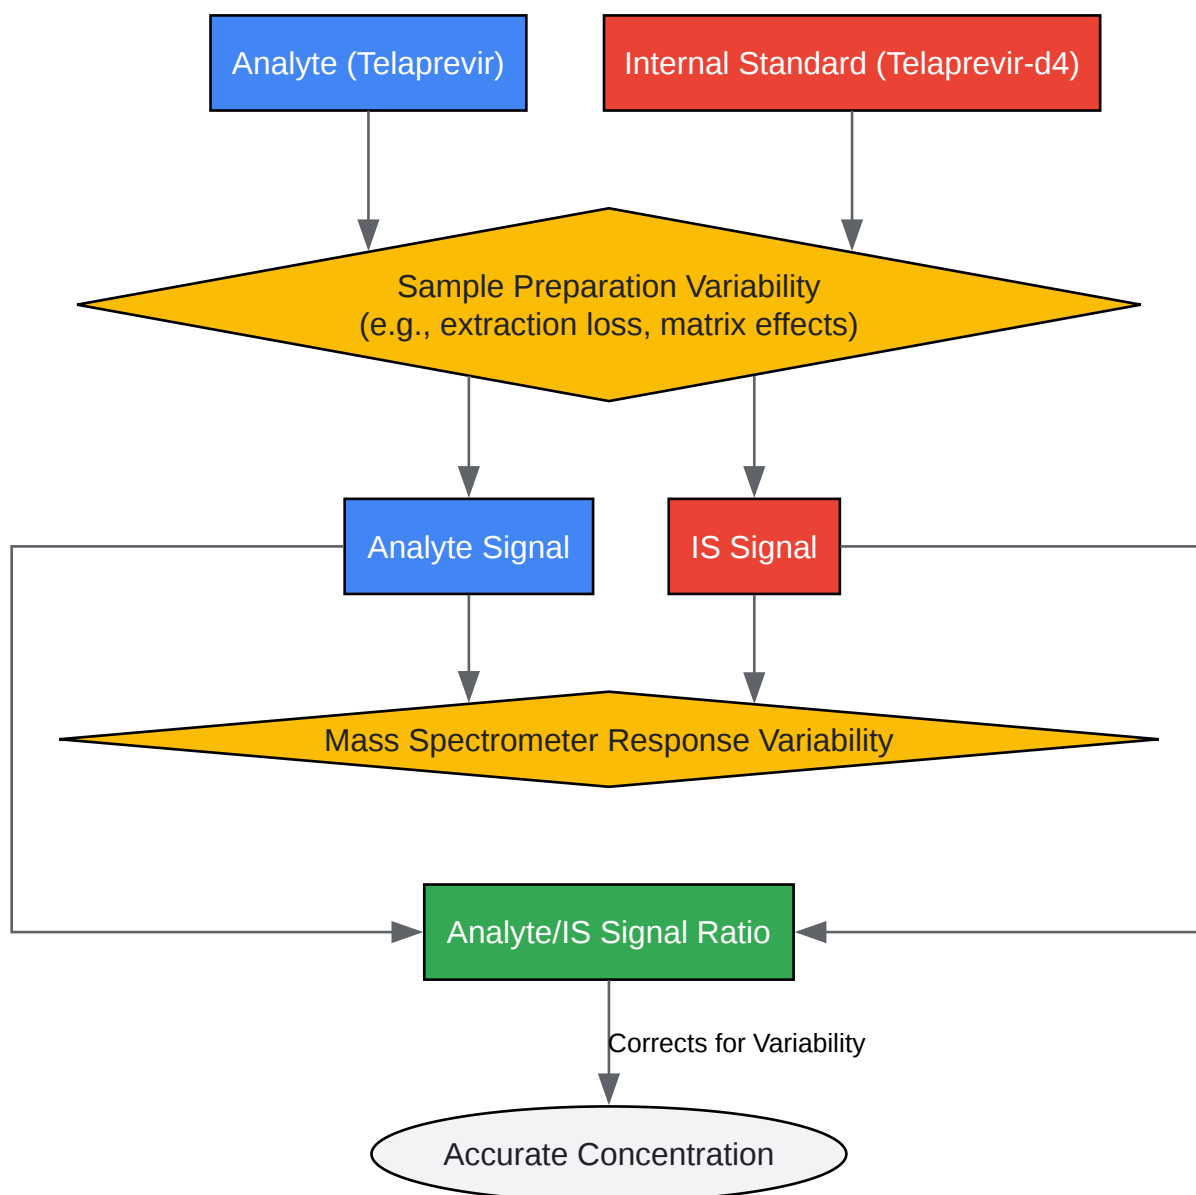 Analyte (Telaprevir)
Internal Standard (Telaprevir-d4)
Sample Preparation Variability
(e.g., extraction loss, matrix effects)
Analyte Signal
IS Signal
Mass Spectrometer Response Variability
Analyte/IS Signal Ratio
Corrects for Variability
Accurate Concentration